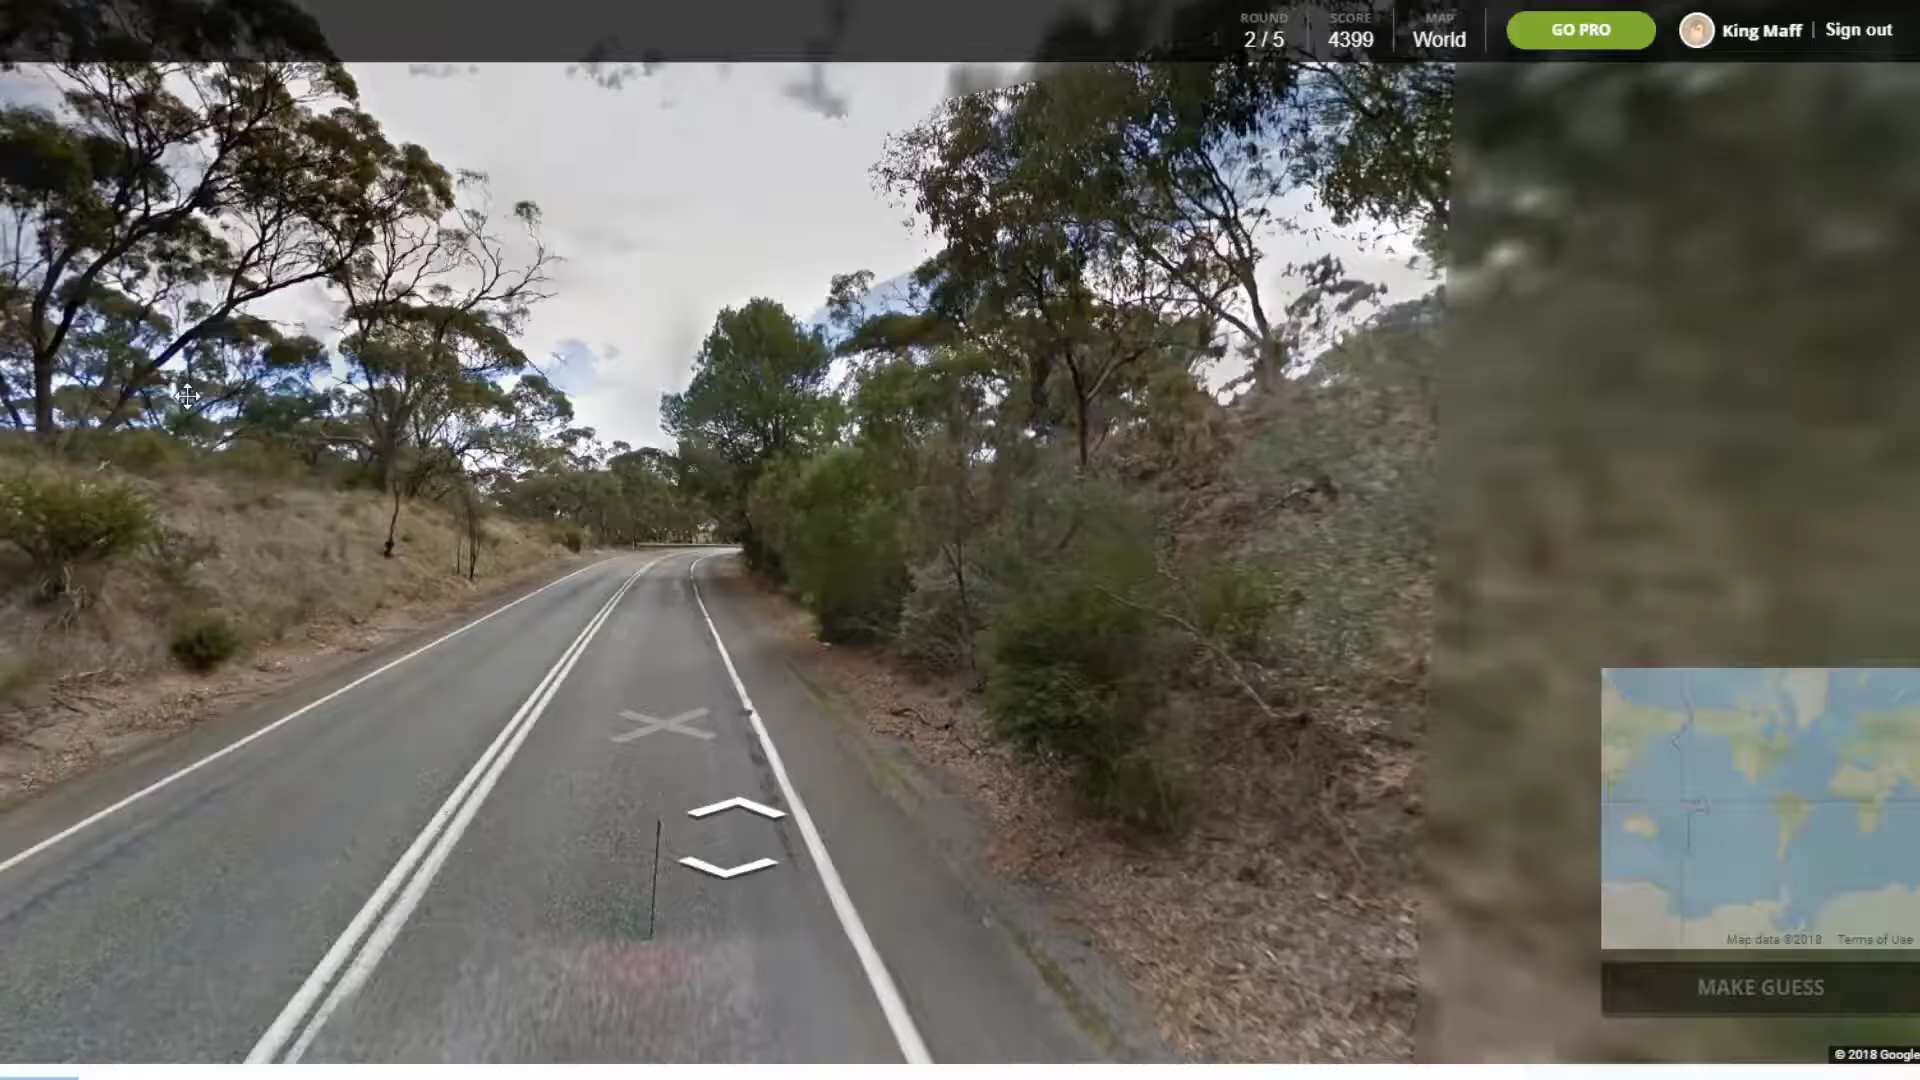 ROUND
2 / 5
SCORE
4399
MAP
World
GO PRO
King Maff
Sign out
Map data ©2018
Terms of Use
MAKE GUESS
© 2018 Google